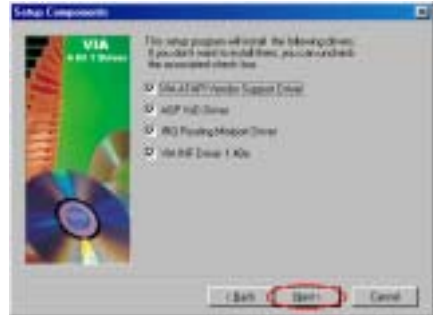 Setup Components
VIA
4 in 1 Driver
This setup program will install the following drivers.
If you don't want to install them, you can uncheck
the associated check box.
VIA ATAPI Vendor Support Driver
AGP VxD Driver
IRQ Routing Miniport Driver
VIA INF Driver 1.40a
< Back
Next >
Cancel